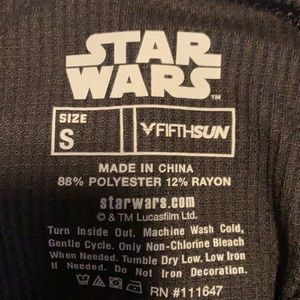 STAR
WARS™
SIZE
S
FIFTHSUN
MADE IN CHINA
88% POLYESTER 12% RAYON
starwars.com
© & TM Lucasfilm Ltd.
Turn Inside Out. Machine Wash Cold,
Gentle Cycle. Only Non-Chlorine Bleach
When Needed. Tumble Dry Low. Low Iron
If Needed. Do Not Iron Decoration.
RN #111647